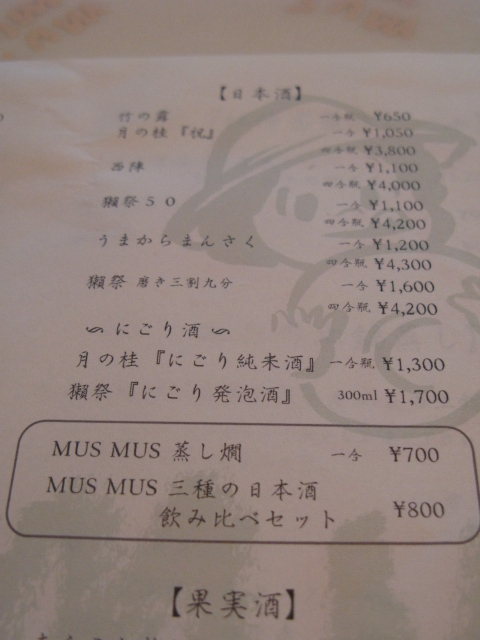 【日本酒】
竹の露 一合瓶 ¥650
月の桂『祝』 一合 ¥1,050
四合瓶 ¥3,800
西陣 一合 ¥1,100
四合瓶 ¥4,000
獺祭50 一合 ¥1,100
四合瓶 ¥4,200
うまからまんさく 一合 ¥1,200
四合瓶 ¥4,300
獺祭 磨き三割九分 一合 ¥1,600
四合瓶 ¥4,200
〜にごり酒〜
月の桂『にごり純米酒』 一合瓶 ¥1,300
獺祭『にごり発泡酒』 300ml ¥1,700
MUS MUS 蒸し燗 一合 ¥700
MUS MUS 三種の日本酒
飲み比べセット ¥800
【果実酒】